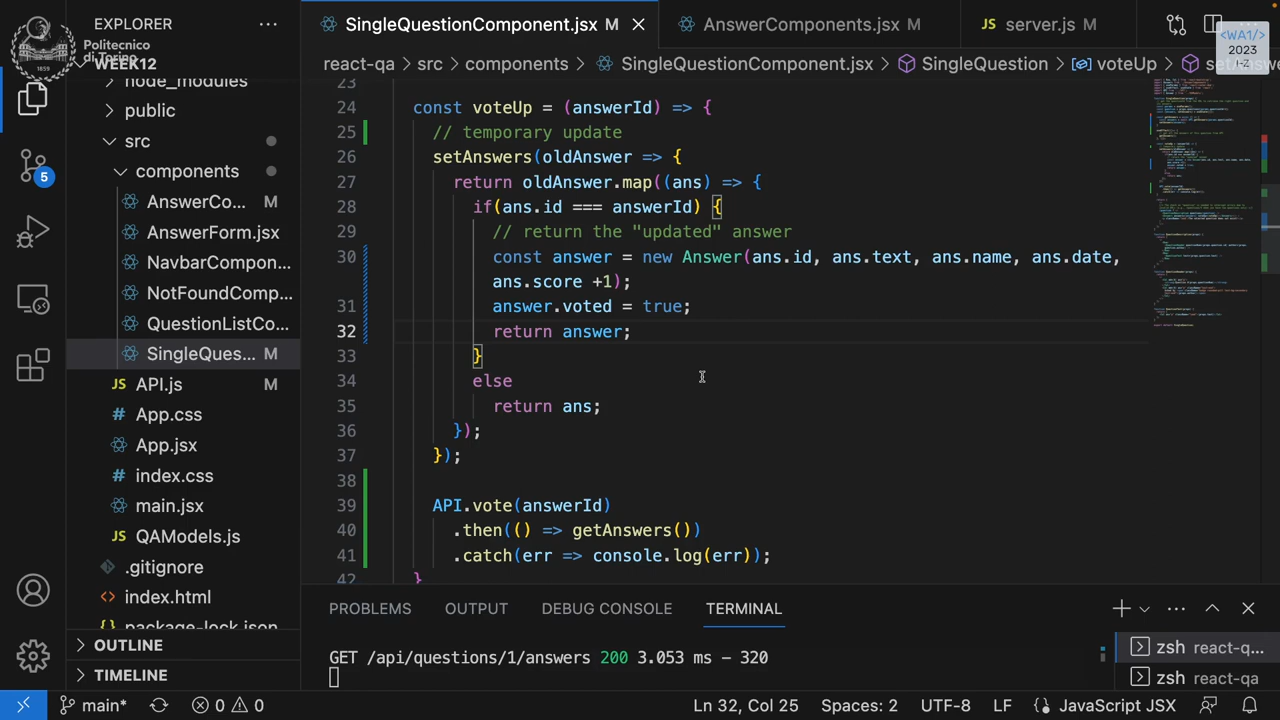 EXPLORER
SingleQuestionComponent.jsx M
AnswerComponents.jsx M
JS server.js M
Politecnico
di Torino
1859
<WA1/>
2023
WEEK12
react-qa > src > components > SingleQuestionComponent.jsx > SingleQuestion > voteUp >
node_modules
public
src
components
AnswerCo... M
AnswerForm.jsx
NavbarCompon...
NotFoundComp...
QuestionListCo...
SingleQues... M
JS API.js M
# App.css
App.jsx
# index.css
main.jsx
JS QAModels.js
.gitignore
<> index.html
{} package-lock.json
OUTLINE
TIMELINE
5
23
24 const voteUp = (answerId) => {
25 // temporary update
26 setAnswers(oldAnswer => {
27 return oldAnswer.map((ans) => {
28 if(ans.id === answerId) {
29 // return the "updated" answer
30 const answer = new Answer(ans.id, ans.text, ans.name, ans.date,
ans.score +1);
31 answer.voted = true;
32 return answer;
33 }
34 else
35 return ans;
36 });
37 });
38
39 API.vote(answerId)
40 .then(() => getAnswers())
41 .catch(err => console.log(err));
42 }
PROBLEMS OUTPUT DEBUG CONSOLE TERMINAL
GET /api/questions/1/answers 200 3.053 ms - 320
zsh react-q...
zsh react-qa
main* 0 0 Ln 32, Col 25 Spaces: 2 UTF-8 LF {} JavaScript JSX